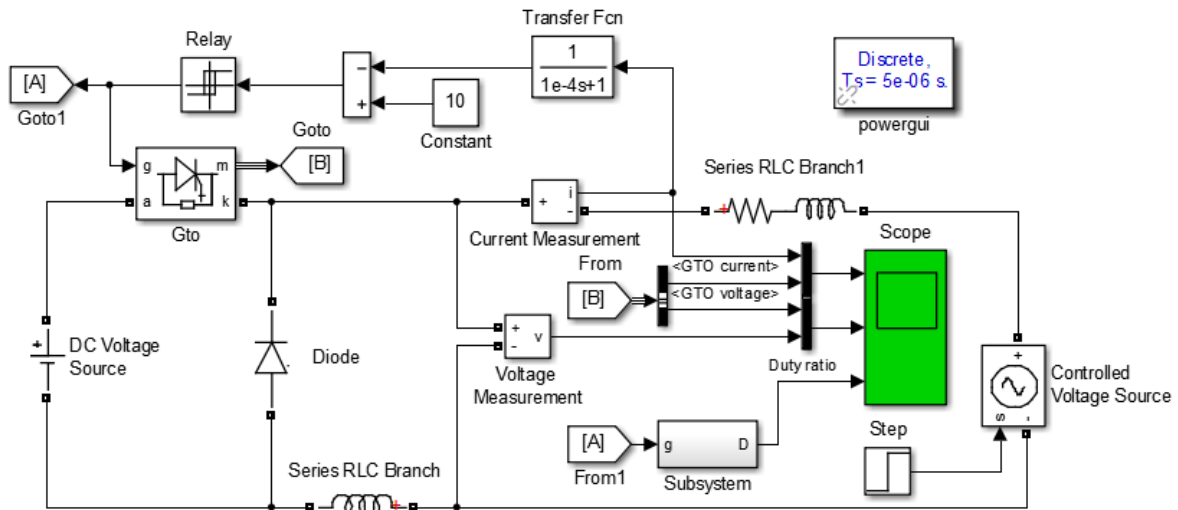 Transfer Fcn
Relay
[A]
Goto1
−
+
1
1e-4s+1
10
Constant
Discrete,
Ts= 5e-06 s.
powergui
Goto
[B]
g
m
a
k
Gto
Series RLC Branch1
+
i
-
Current Measurement
+
Scope
From
[B]
<GTO current>
<GTO voltage>
+
-
v
Voltage
Measurement
Duty ratio
+
DC Voltage
Source
Diode
+
s
-
Controlled
Voltage Source
[A]
From1
g
D
Subsystem
Step
Series RLC Branch
+